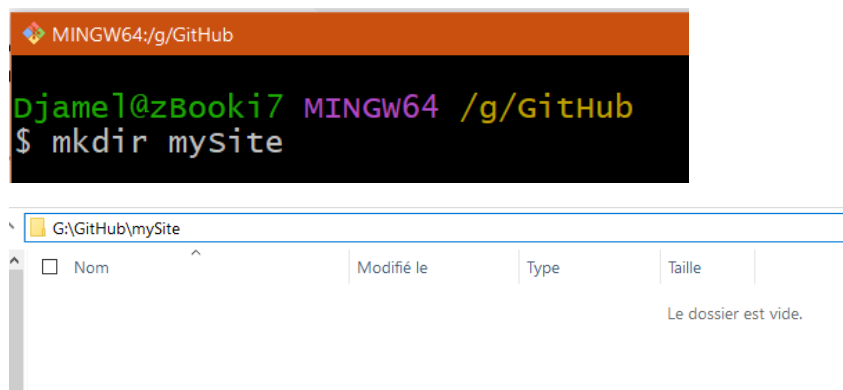 MINGW64:/g/GitHub
Djamel@zBooki7 MINGW64 /g/GitHub
$ mkdir mySite
G:\GitHub\mySite
Nom Modifié le Type Taille
Le dossier est vide.